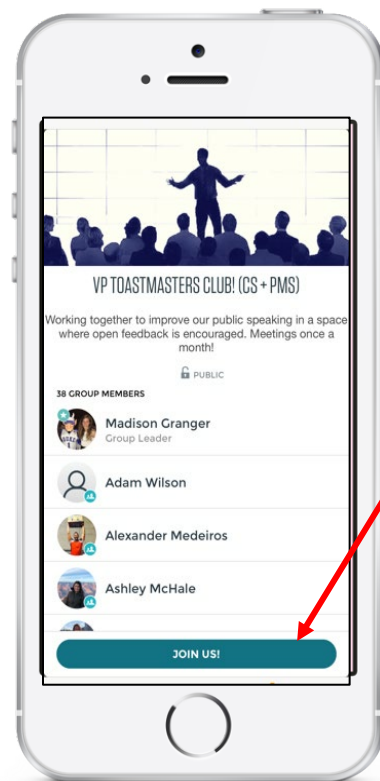 VP TOASTMASTERS CLUB! (CS + PMS)
Working together to improve our public speaking in a space
where open feedback is encouraged. Meetings once a
month!
PUBLIC
38 GROUP MEMBERS
Madison Granger
Group Leader
Adam Wilson
Alexander Medeiros
Ashley McHale
JOIN US!